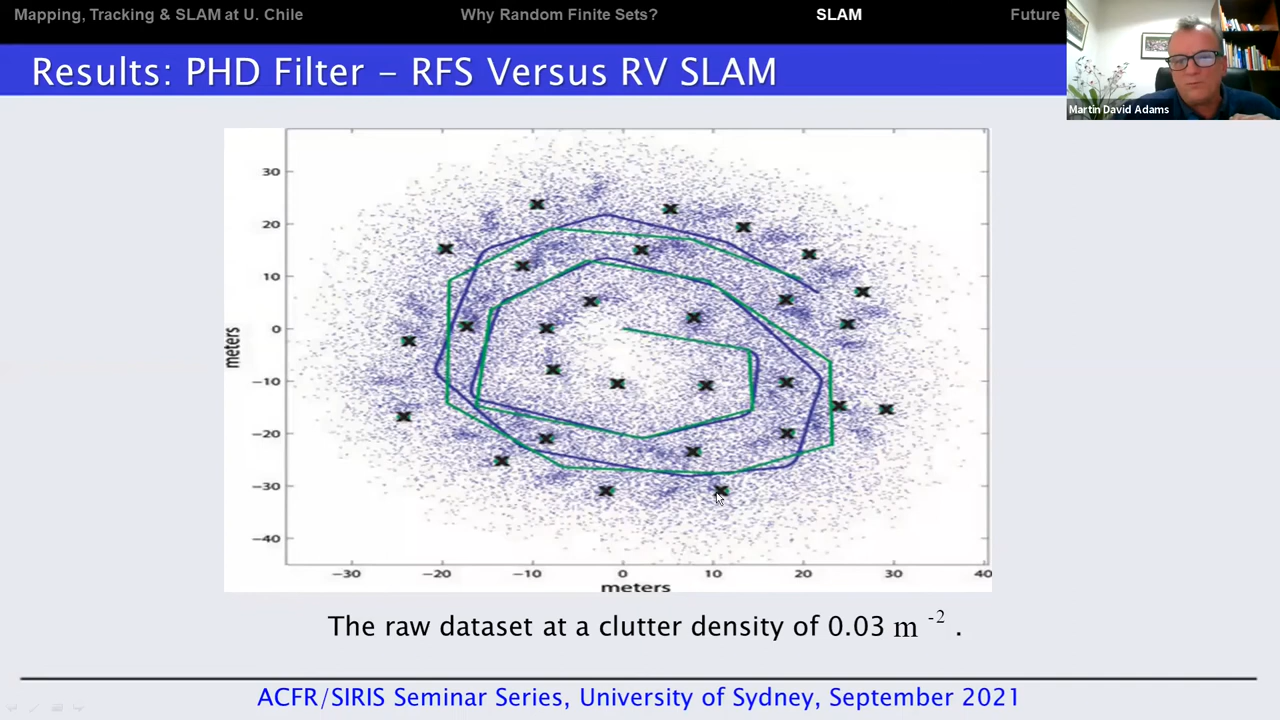 Mapping, Tracking & SLAM at U. Chile
Why Random Finite Sets?
SLAM
Future
Martin David Adams
Results: PHD Filter – RFS Versus RV SLAM
30
20
10
0
−10
−20
−30
−40
meters
−30
−20
−10
0
10
20
30
40
meters
The raw dataset at a clutter density of 0.03 m -2 .
ACFR/SIRIS Seminar Series, University of Sydney, September 2021